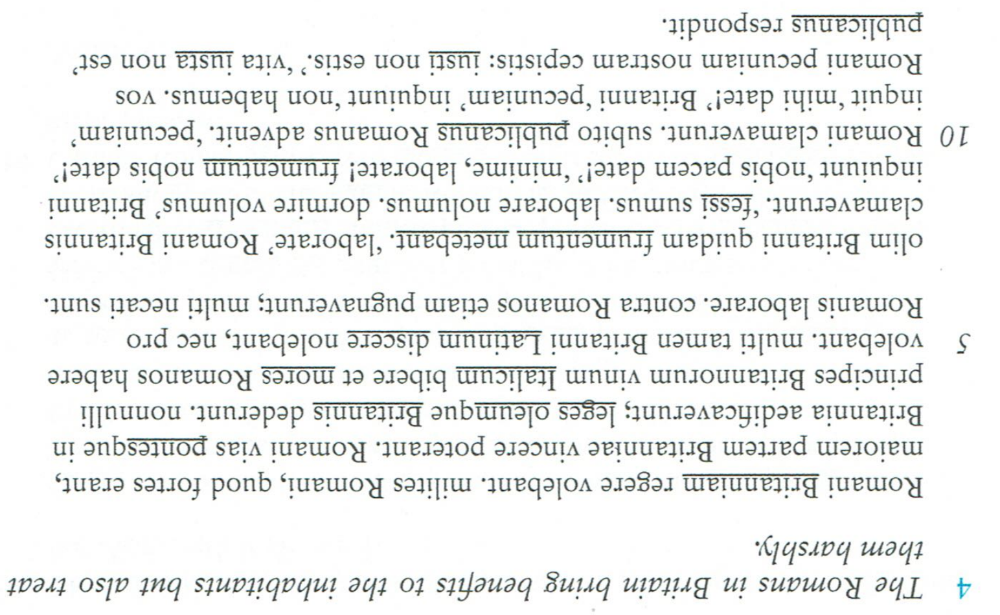 4 The Romans in Britain bring benefits to the inhabitants but also treat
them harshly.
Romani Britanniam regere volebant. milites Romani, quod fortes erant,
maiorem partem Britanniae vincere poterant. Romani vias pontesque in
Britannia aedificaverunt; leges oleumque Britannis dederunt. nonnulli
principes Britannorum vinum Italicum bibere et mores Romanos habere
5 volebant. multi tamen Britanni Latinum discere nolebant, nec pro
Romanis laborare. contra Romanos etiam pugnaverunt; multi necati sunt.
olim Britanni quidam frumentum metebant. ‘laborate’ Romani Britannis
clamaverunt. ‘fessi sumus. laborare nolumus. dormire volumus’ Britanni
inquiunt ‘nobis pacem date!’ ‘minime, laborate! frumentum nobis date!’
10 Romani clamaverunt. subito publicanus Romanus advenit. ‘pecuniam’
inquit ‘mihi date!’ Britanni ‘pecuniam’ inquiunt ‘non habemus. vos
Romani pecuniam nostram cepistis: iusti non estis.’ ‘vita iusta non est’
publicanus respondit.